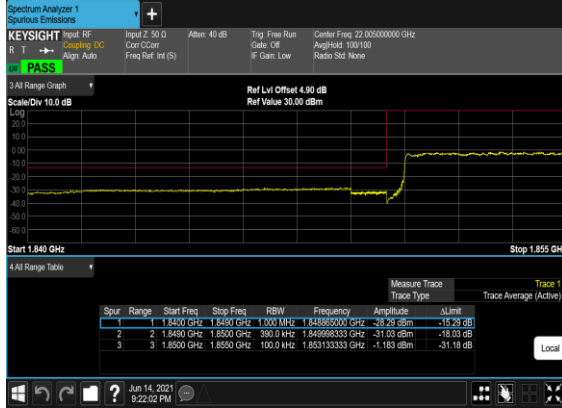 Spectrum Analyzer 1
Spurious Emissions
+
KEYSIGHT Input: RF Input Z: 50 Ω Atten: 40 dB Trig: Free Run Center Freq: 22.005000000 GHz
R T Coupling: DC Corr CCorr Gate: Off Avg|Hold: 100/100
Align: Auto Freq Ref: Int (S) IF Gain: Low Radio Std: None
PASS
3 All Range Graph
Ref Lvl Offset 4.90 dB
Scale/Div 10.0 dB Ref Value 30.00 dBm
Log
20.0
10.0
0.00
-10.0
-20.0
-30.0
-40.0
-50.0
-60.0
Start 1.840 GHz Stop 1.855 GH
4 All Range Table
Measure Trace Trace 1
Trace Type Trace Average (Active)
Spur Range Start Freq Stop Freq RBW Frequency Amplitude ΔLimit
1 1 1.8400 GHz 1.8490 GHz 1.000 MHz 1.848865000 GHz -28.29 dBm -15.29 dB
2 2 1.8490 GHz 1.8500 GHz 390.0 kHz 1.849998333 GHz -31.03 dBm -18.03 dB
3 3 1.8500 GHz 1.8550 GHz 100.0 kHz 1.853133333 GHz -1.183 dBm -31.18 dB
Local
? Jun 14, 2021
9:22:02 PM